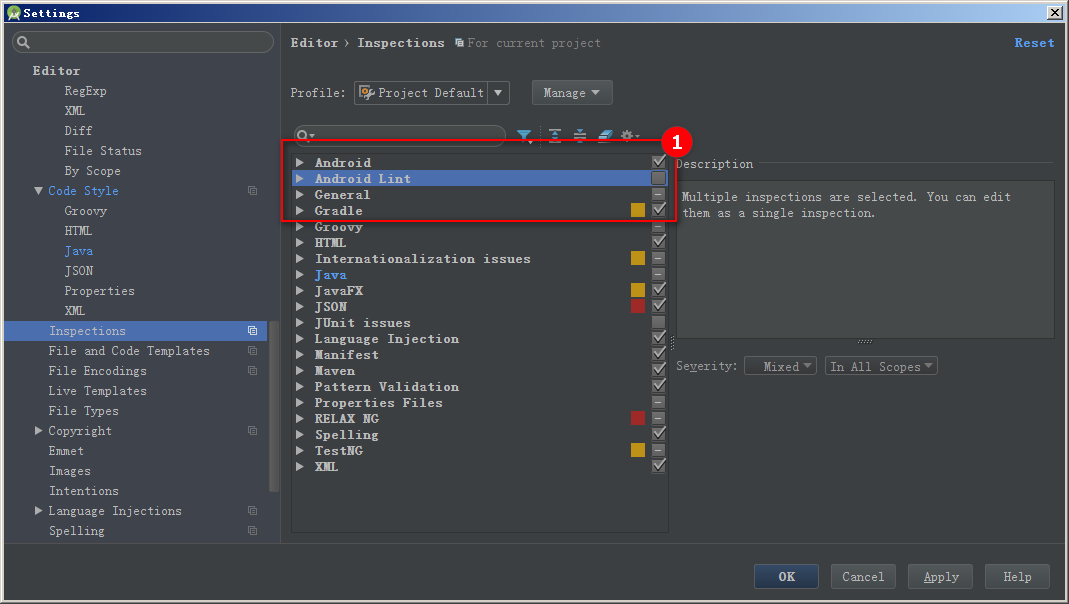 Settings
Editor › Inspections For current project Reset
Editor
RegExp
XML
Diff
File Status
By Scope
Code Style
Groovy
HTML
Java
JSON
Properties
XML
Inspections
File and Code Templates
File Encodings
Live Templates
File Types
Copyright
Emmet
Images
Intentions
Language Injections
Spelling
Profile: Project Default Manage
1
Android
Android Lint
General
Gradle
Groovy
HTML
Internationalization issues
Java
JavaFX
JSON
JUnit issues
Language Injection
Manifest
Maven
Pattern Validation
Properties Files
RELAX NG
Spelling
TestNG
XML
Description
Multiple inspections are selected. You can edit
them as a single inspection.
Severity: Mixed In All Scopes
OK Cancel Apply Help